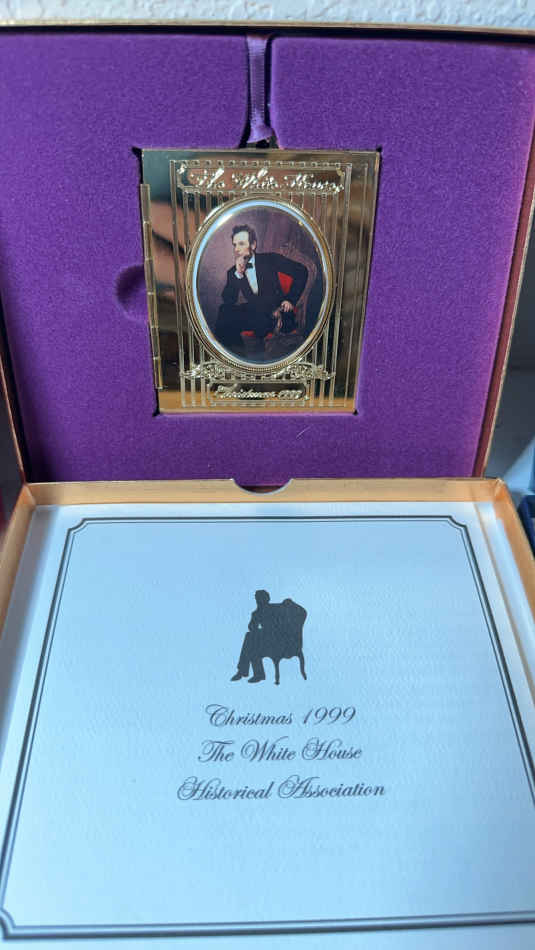 The White House
Christmas 1999
Christmas 1999
The White House
Historical Association